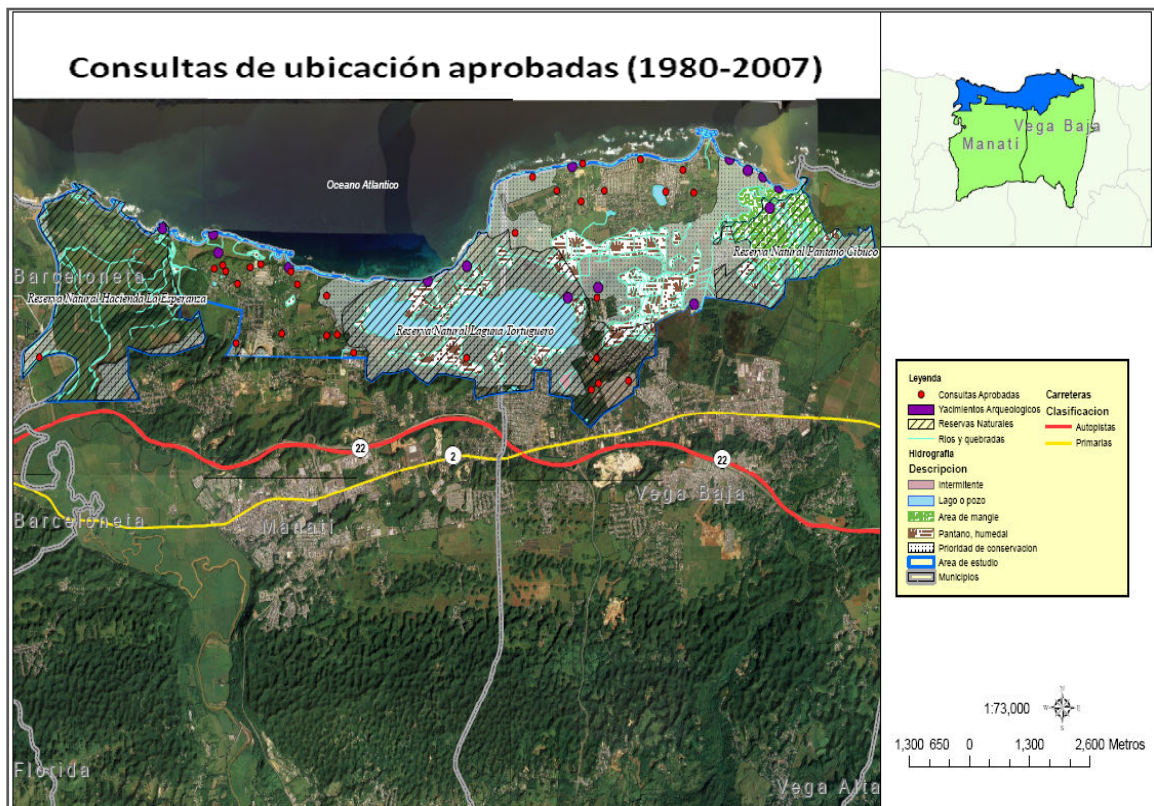 Consultas de ubicación aprobadas (1980-2007)
Vega Baja
Manatí
Oceano Atlantico
Reserva Natural Pantano Cibuco
Barceloneta
Reserva Natural Hacienda La Esperanza
Reserva Natural Laguna Tortuguero
22
2
22
Vega Baja
Barceloneta
Manatí
Florida
Vega Alta
Leyenda
Consultas Aprobadas
Yacimientos Arqueologicos
Reservas Naturales
Rios y quebradas
Hidrografia
Descripcion
Intermitente
Lago o pozo
Area de mangle
Pantano, humedal
Prioridad de conservacion
Area de estudio
Municipios
Carreteras
Clasificacion
Autopistas
Primarias
1:73,000
N
W E
S
1,300 650 0 1,300 2,600 Metros